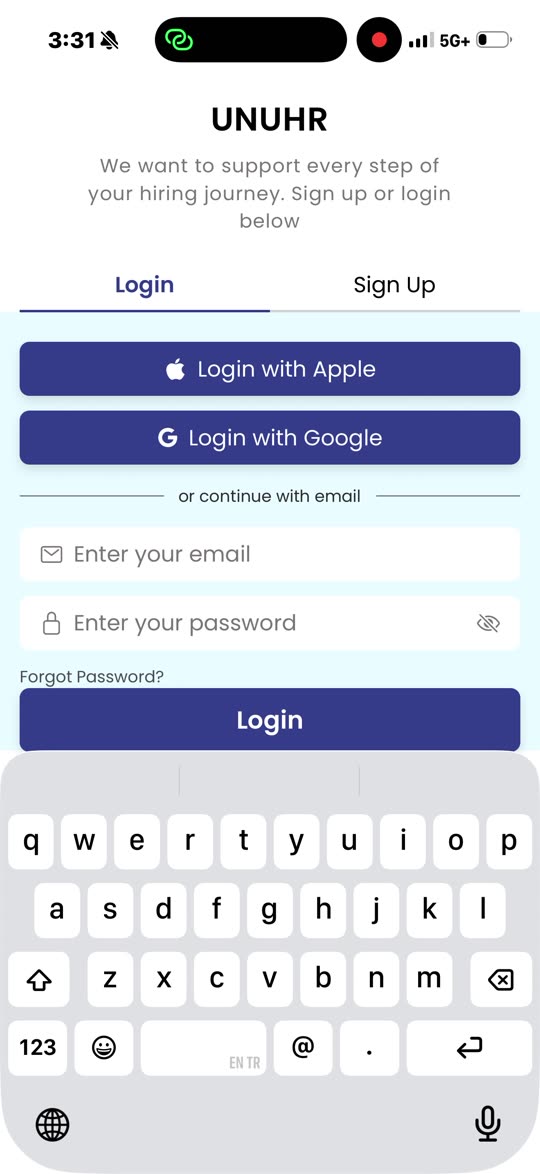 3:31
5G+
UNUHR
We want to support every step of
your hiring journey. Sign up or login
below
Login
Sign Up
Login with Apple
Login with Google
or continue with email
Enter your email
Enter your password
Forgot Password?
Login
q w e r t y u i o p
a s d f g h j k l
z x c v b n m
123 EN TR @ .